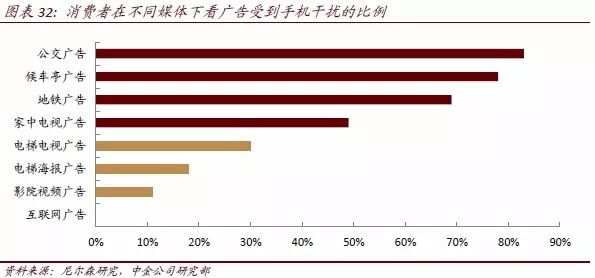 图表 32：消费者在不同媒体下看广告受到手机干扰的比例
公交广告
候车亭广告
地铁广告
家中电视广告
电梯电视广告
电梯海报广告
影院视频广告
互联网广告
0% 10% 20% 30% 40% 50% 60% 70% 80% 90%
资料来源：尼尔森研究，中金公司研究部